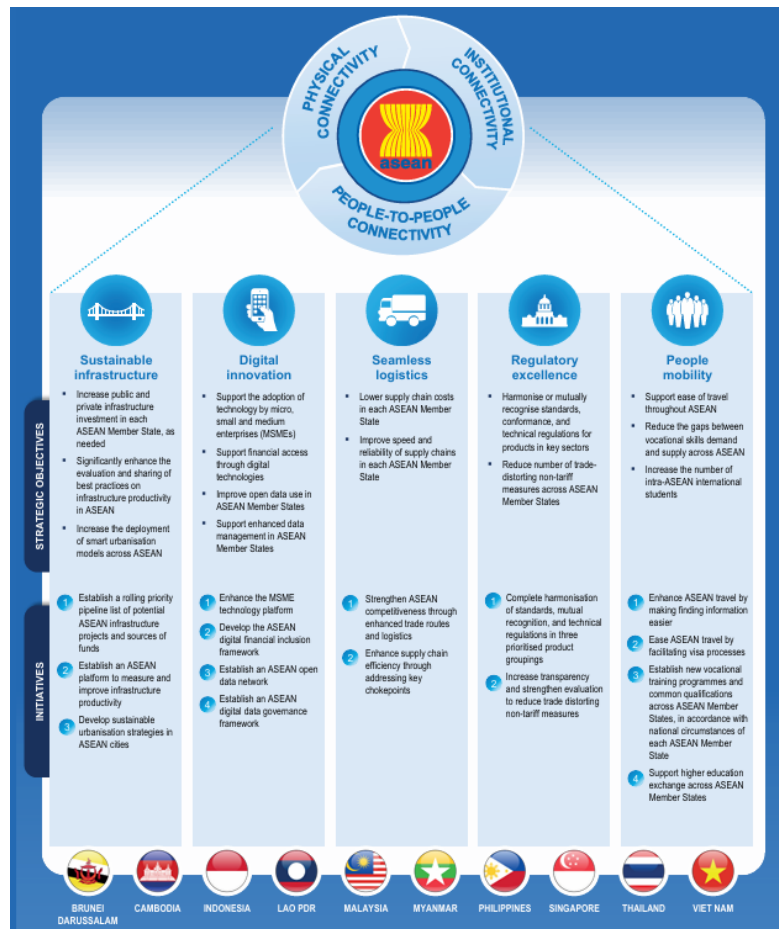 PHYSICAL
CONNECTIVITY
INSTITUTIONAL
CONNECTIVITY
asean
PEOPLE-TO-PEOPLE
CONNECTIVITY
STRATEGIC OBJECTIVES
INITIATIVES
Sustainable
infrastructure
▪ Increase public and
private infrastructure
investment in each
ASEAN Member State, as
needed
▪ Significantly enhance the
evaluation and sharing of
best practices on
infrastructure productivity
in ASEAN
▪ Increase the deployment
of smart urbanisation
models across ASEAN
1 Establish a rolling priority
pipeline list of potential
ASEAN infrastructure
projects and sources of
funds
2 Establish an ASEAN
platform to measure and
improve infrastructure
productivity
3 Develop sustainable
urbanisation strategies in
ASEAN cities
Digital
innovation
▪ Support the adoption of
technology by micro,
small and medium
enterprises (MSMEs)
▪ Support financial access
through digital
technologies
▪ Improve open data use in
ASEAN Member States
▪ Support enhanced data
management in ASEAN
Member States
1 Enhance the MSME
technology platform
2 Develop the ASEAN
digital financial inclusion
framework
3 Establish an ASEAN open
data network
4 Establish an ASEAN
digital data governance
framework
Seamless
logistics
▪ Lower supply chain costs
in each ASEAN Member
State
▪ Improve speed and
reliability of supply chains
in each ASEAN Member
State
1 Strengthen ASEAN
competitiveness through
enhanced trade routes
and logistics
2 Enhance supply chain
efficiency through
addressing key
chokepoints
Regulatory
excellence
▪ Harmonise or mutually
recognise standards,
conformance, and
technical regulations for
products in key sectors
▪ Reduce number of trade-
distorting non-tariff
measures across ASEAN
Member States
1 Complete harmonisation
of standards, mutual
recognition, and technical
regulations in three
prioritised product
groupings
2 Increase transparency
and strengthen evaluation
to reduce trade distorting
non-tariff measures
People
mobility
▪ Support ease of travel
throughout ASEAN
▪ Reduce the gaps between
vocational skills demand
and supply across ASEAN
▪ Increase the number of
intra-ASEAN international
students
1 Enhance ASEAN travel by
making finding information
easier
2 Ease ASEAN travel by
facilitating visa processes
3 Establish new vocational
training programmes and
common qualifications
across ASEAN Member
States, in accordance with
national circumstances of
each ASEAN Member
State
4 Support higher education
exchange across ASEAN
Member States
BRUNEI
DARUSSALAM
CAMBODIA
INDONESIA
LAO PDR
MALAYSIA
MYANMAR
PHILIPPINES
SINGAPORE
THAILAND
VIET NAM